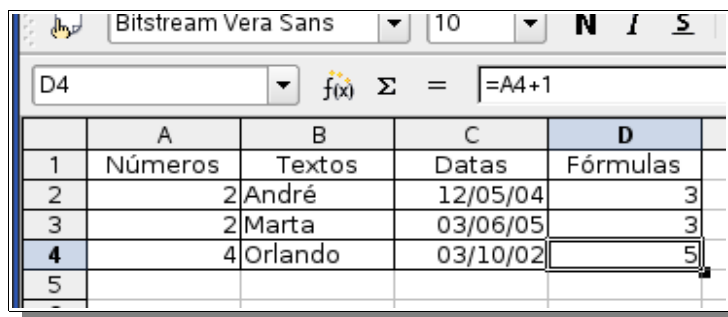 Bitstream Vera Sans 10 N I S
D4 f(x) Σ = =A4+1
A B C D
1 Números Textos Datas Fórmulas
2 2 André 12/05/04 3
3 2 Marta 03/06/05 3
4 4 Orlando 03/10/02 5
5